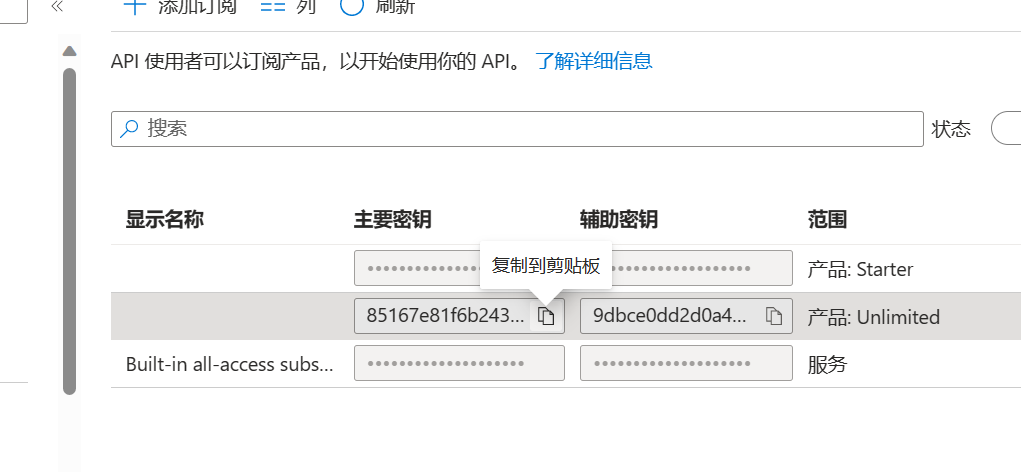 添加订阅 列 刷新
API 使用者可以订阅产品，以开始使用你的 API。 了解详细信息
搜索 状态
显示名称 主要密钥 辅助密钥 范围
复制到剪贴板
产品: Starter
85167e81f6b243... 9dbce0dd2d0a4... 产品: Unlimited
Built-in all-access subs... 服务